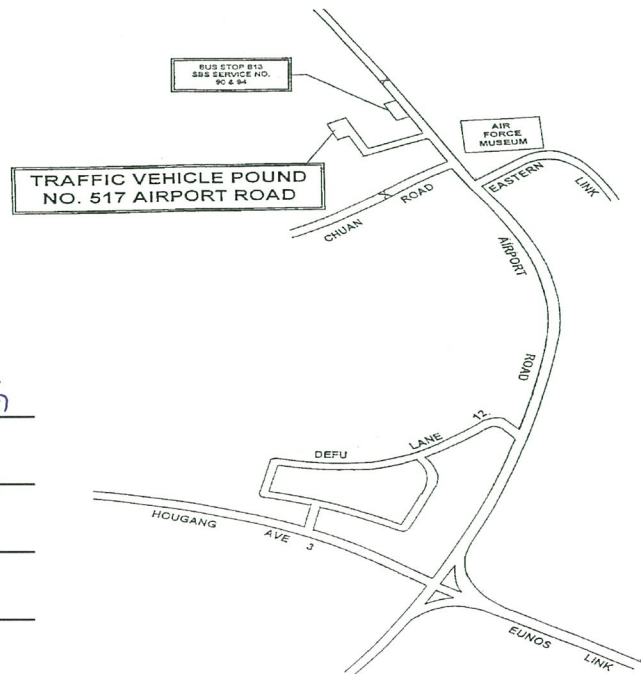 BUS STOP B13
SBS SERVICE NO.
90 & 94
AIR
FORCE
MUSEUM
TRAFFIC VEHICLE POUND
NO. 517 AIRPORT ROAD
EASTERN LINK
CHUAN ROAD
AIRPORT ROAD
DEFU LANE 12.
HOUGANG AVE 3
EUNOS LINK